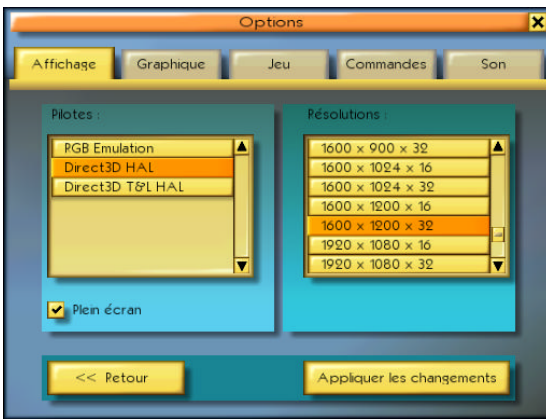 Options
Affichage
Graphique
Jeu
Commandes
Son
Pilotes :
RGB Emulation
Direct3D HAL
Direct3D T&L HAL
Plein écran
Résolutions :
1600 x 900 x 32
1600 x 1024 x 16
1600 x 1024 x 32
1600 x 1200 x 16
1600 x 1200 x 32
1920 x 1080 x 16
1920 x 1080 x 32
<< Retour
Appliquer les changements